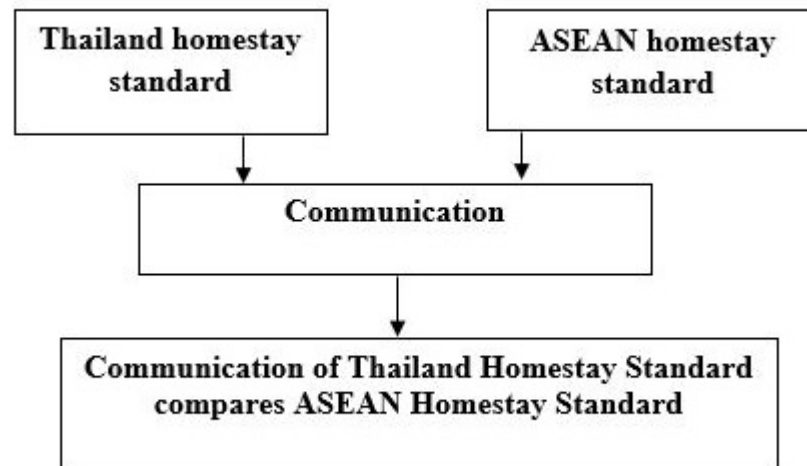 Thailand homestay
standard
ASEAN homestay
standard
Communication
Communication of Thailand Homestay Standard
compares ASEAN Homestay Standard